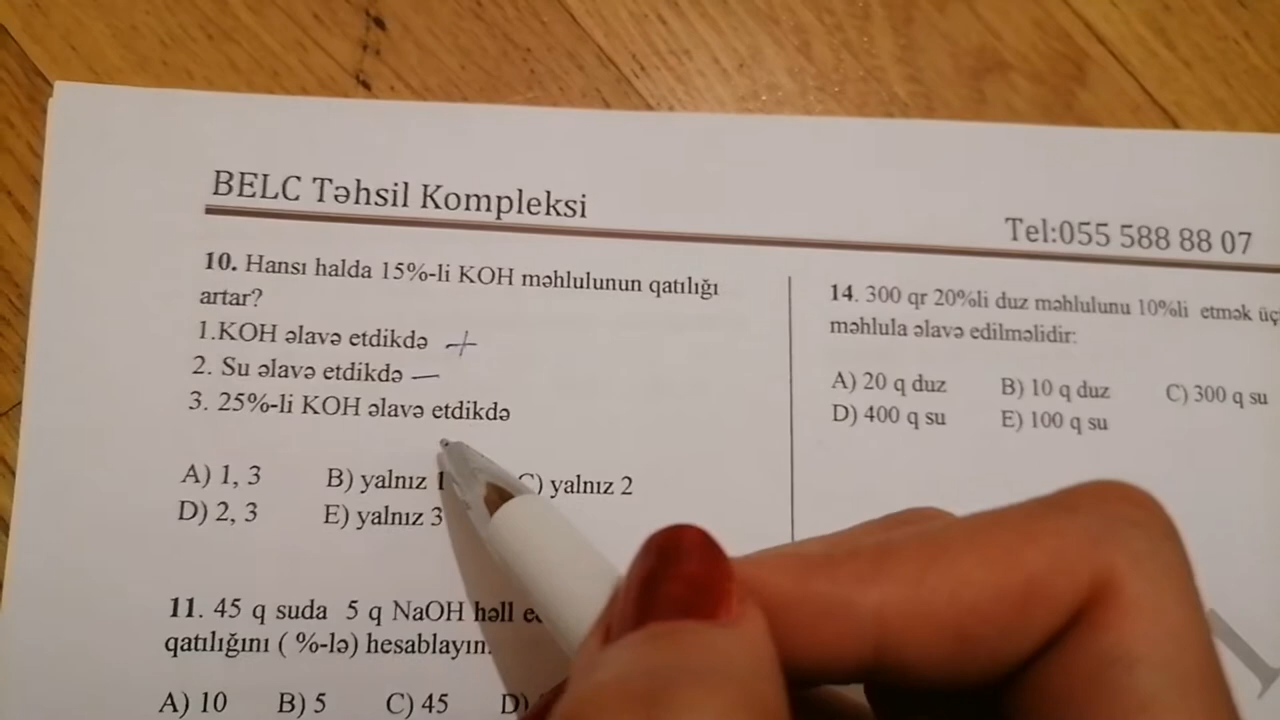 BELC Təhsil Kompleksi
Tel:055 588 88 07
10. Hansı halda 15%-li KOH məhlulunun qatılığı
artar?
1.KOH əlavə etdikdə +
2. Su əlavə etdikdə —
3. 25%-li KOH əlavə etdikdə
A) 1, 3 B) yalnız 1 C) yalnız 2
D) 2, 3 E) yalnız 3
11. 45 q suda 5 q NaOH həll
qatılığını ( %-lə) hesablayın.
A) 10 B) 5 C) 45 D)
14. 300 qr 20%li duz məhlulunu 10%li etmək
məhlula əlavə edilməlidir:
A) 20 q duz B) 10 q duz C) 300 q su
D) 400 q su E) 100 q su